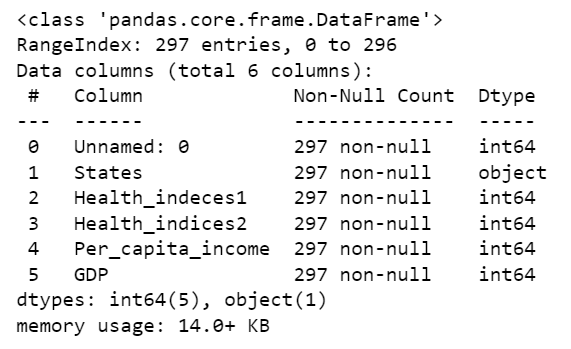 <class 'pandas.core.frame.DataFrame'>
RangeIndex: 297 entries, 0 to 296
Data columns (total 6 columns):
 #   Column             Non-Null Count  Dtype
---  ------             --------------  -----
 0   Unnamed: 0         297 non-null    int64
 1   States             297 non-null    object
 2   Health_indeces1    297 non-null    int64
 3   Health_indices2    297 non-null    int64
 4   Per_capita_income  297 non-null    int64
 5   GDP                297 non-null    int64
dtypes: int64(5), object(1)
memory usage: 14.0+ KB